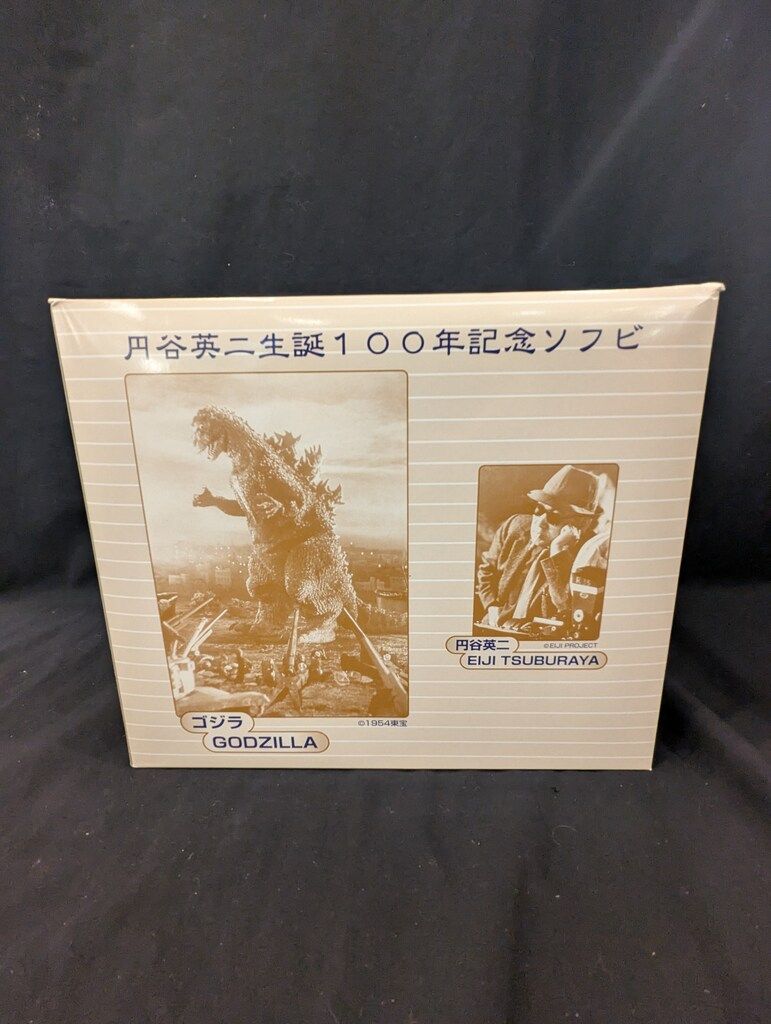 円谷英二生誕１００年記念ソフビ
円谷英二
©EIJI PROJECT
EIJI TSUBURAYA
ゴジラ
©1954東宝
GODZILLA